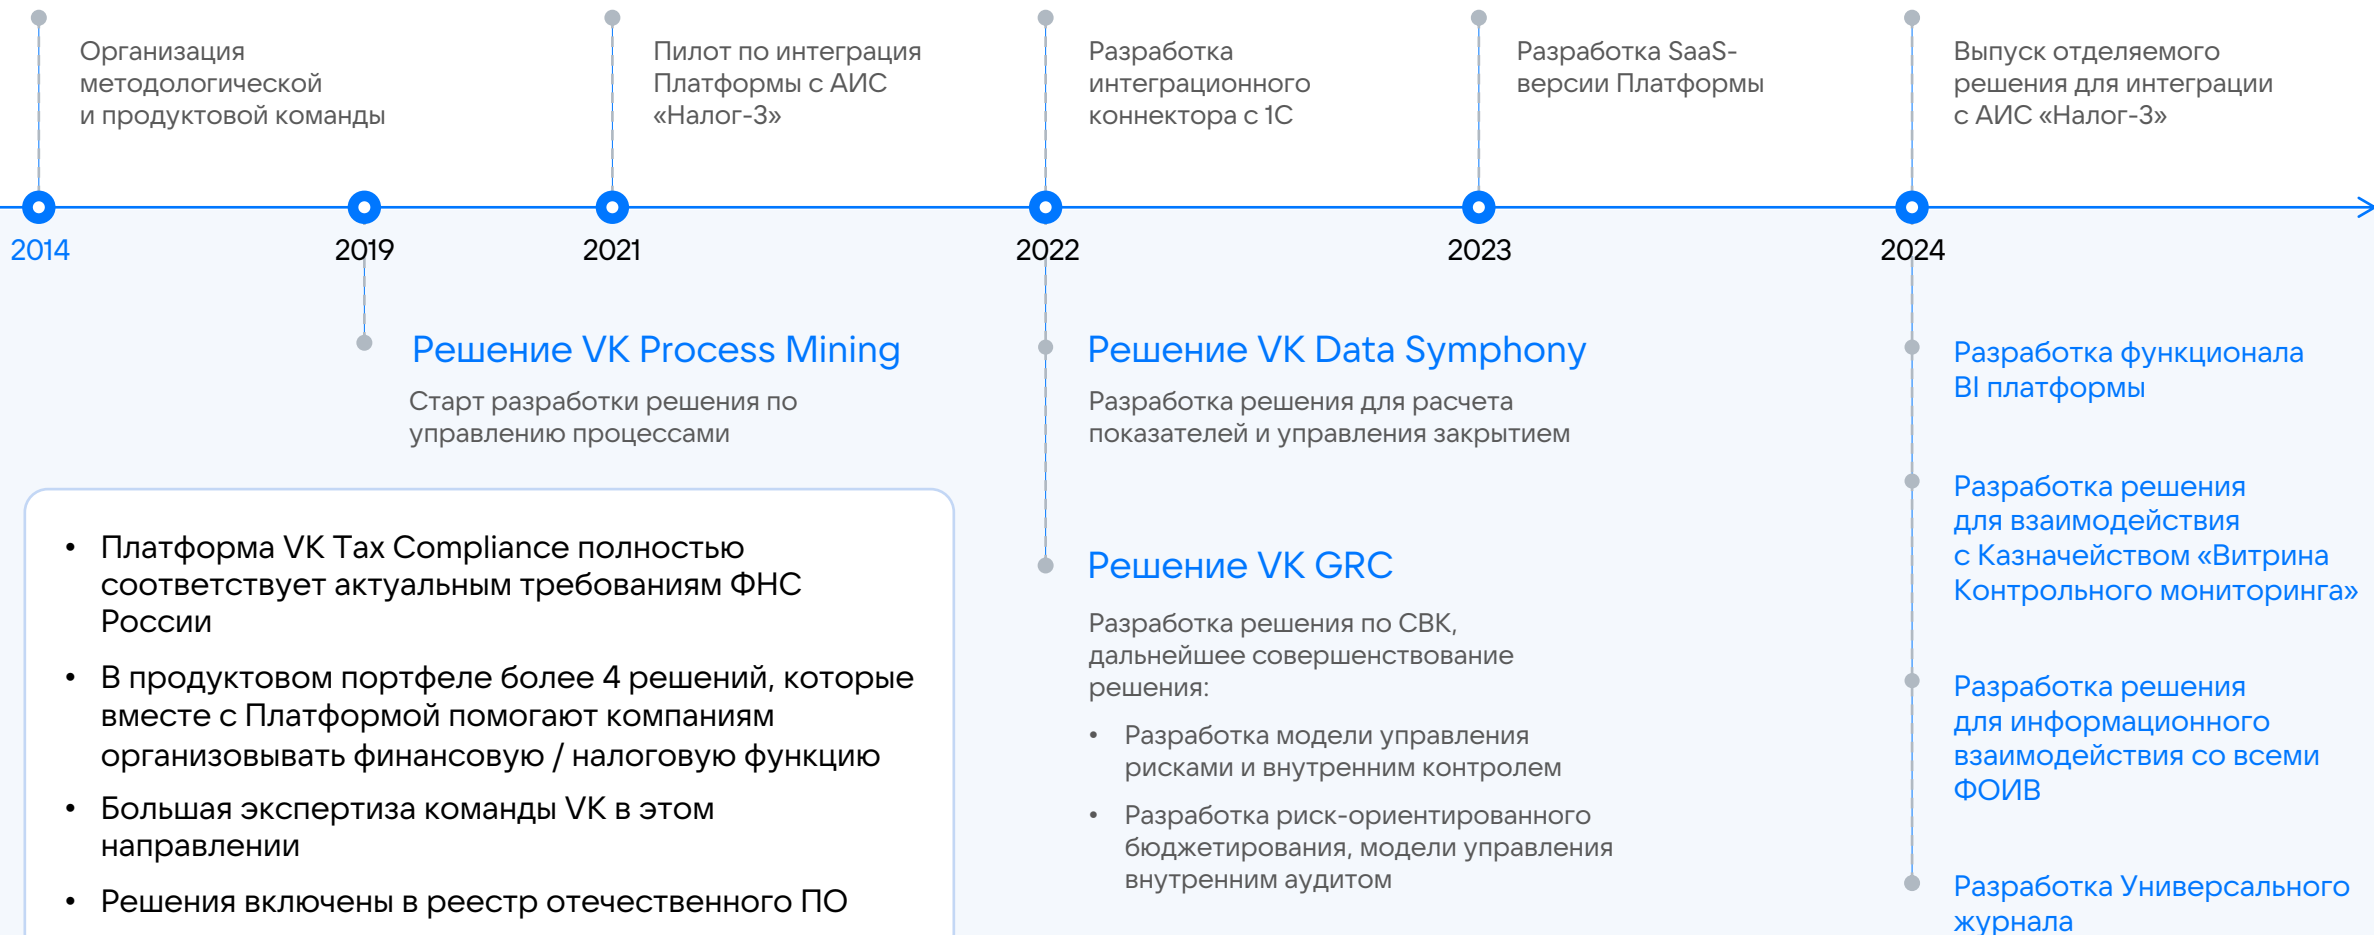 Организация
методологической
и продуктовой команды
Пилот по интеграция
Платформы с АИС
«Налог-3»
Разработка
интеграционного
коннектора с 1С
Разработка SaaS-
версии Платформы
Выпуск отделяемого
решения для интеграции
с АИС «Налог-3»
2014
2019
2021
2022
2023
2024
Решение VK Process Mining
Старт разработки решения по
управлению процессами
• Платформа VK Tax Compliance полностью
соответствует актуальным требованиям ФНС
России
• В продуктовом портфеле более 4 решений, которые
вместе с Платформой помогают компаниям
организовывать финансовую / налоговую функцию
• Большая экспертиза команды VK в этом
направлении
• Решения включены в реестр отечественного ПО
Решение VK Data Symphony
Разработка решения для расчета
показателей и управления закрытием
Решение VK GRC
Разработка решения по СВК,
дальнейшее совершенствование
решения:
• Разработка модели управления
рисками и внутренним контролем
• Разработка риск-ориентированного
бюджетирования, модели управления
внутренним аудитом
Разработка функционала
BI платформы
Разработка решения
для взаимодействия
с Казначейством «Витрина
Контрольного мониторинга»
Разработка решения
для информационного
взаимодействия со всеми
ФОИВ
Разработка Универсального
журнала